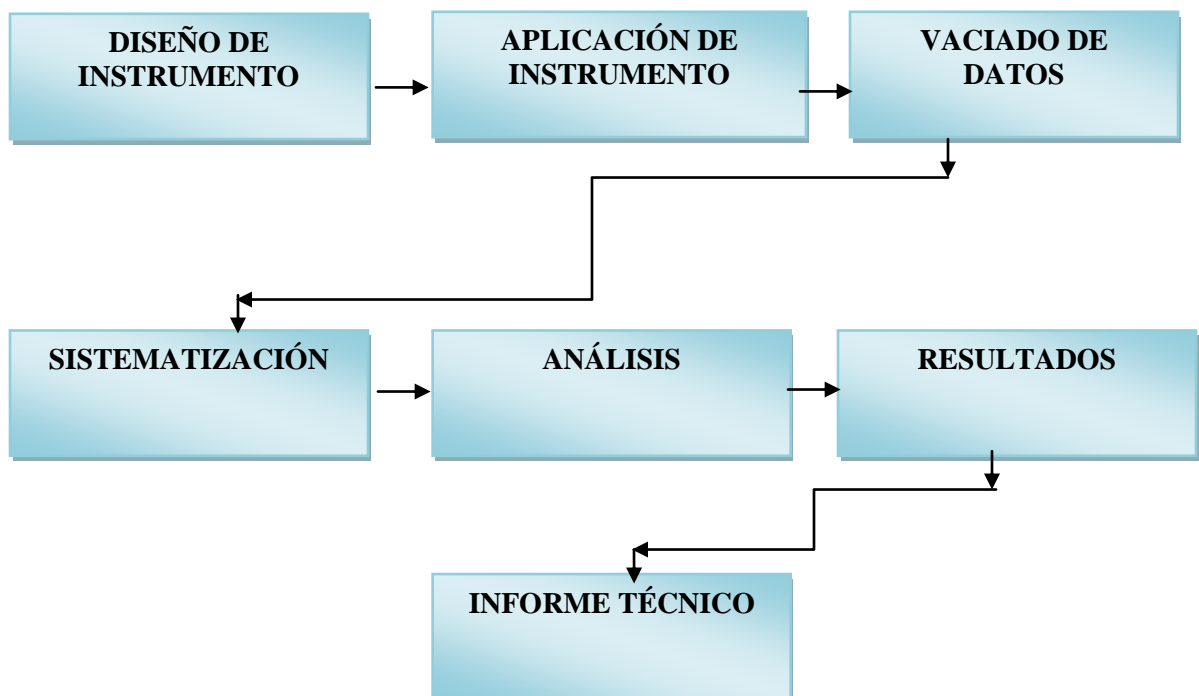 DISEÑO DE
INSTRUMENTO
APLICACIÓN DE
INSTRUMENTO
VACIADO DE
DATOS
SISTEMATIZACIÓN
ANÁLISIS
RESULTADOS
INFORME TÉCNICO